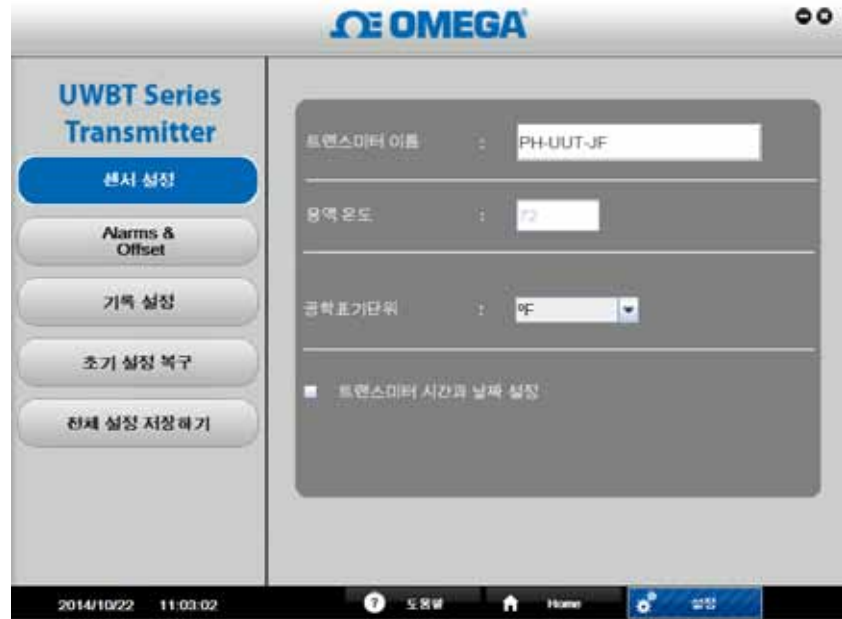 OMEGA
UWBT Series
Transmitter
센서 설정
Alarms &
Offset
기록 설정
초기 설정 복구
전체 설정 저장하기
트랜스미터 이름 : PH-UUT-JF
용액 온도 : 72
공학표기단위 : ºF
트랜스미터 시간과 날짜 설정
2014/10/22 11:03:02
? 도움말 Home 설정